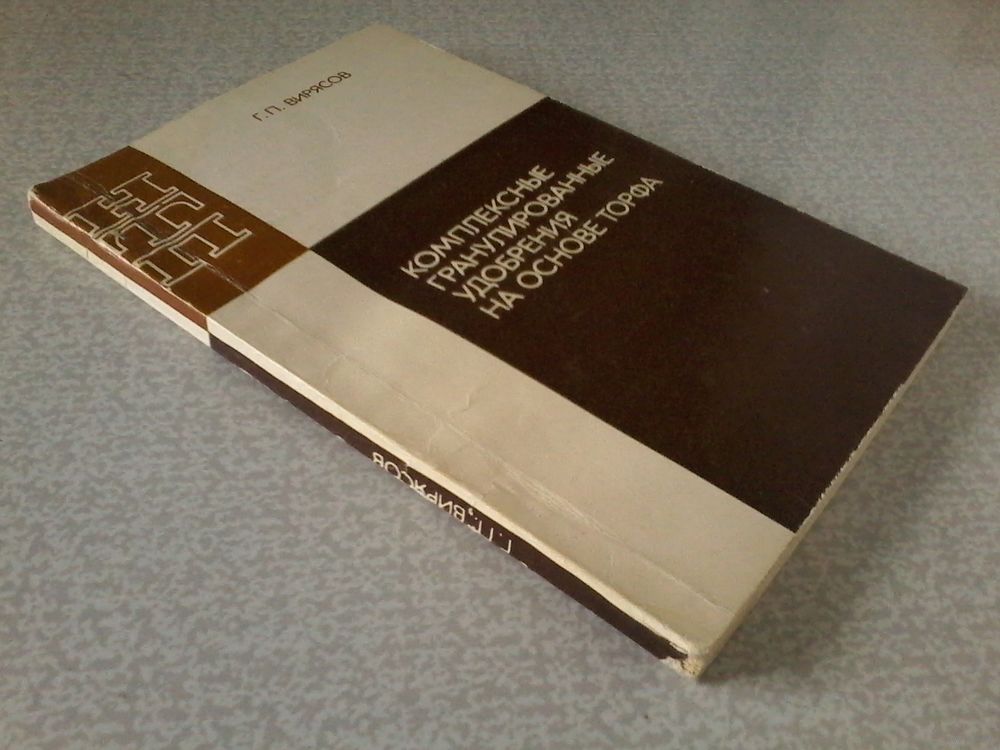 Г.П. ВИРЯСОВ
КОМПЛЕКСНЫЕ
ГРАНУЛИРОВАННЫЕ
УДОБРЕНИЯ
НА ОСНОВЕ ТОРФА
Г. П. ВИРЯСОВ